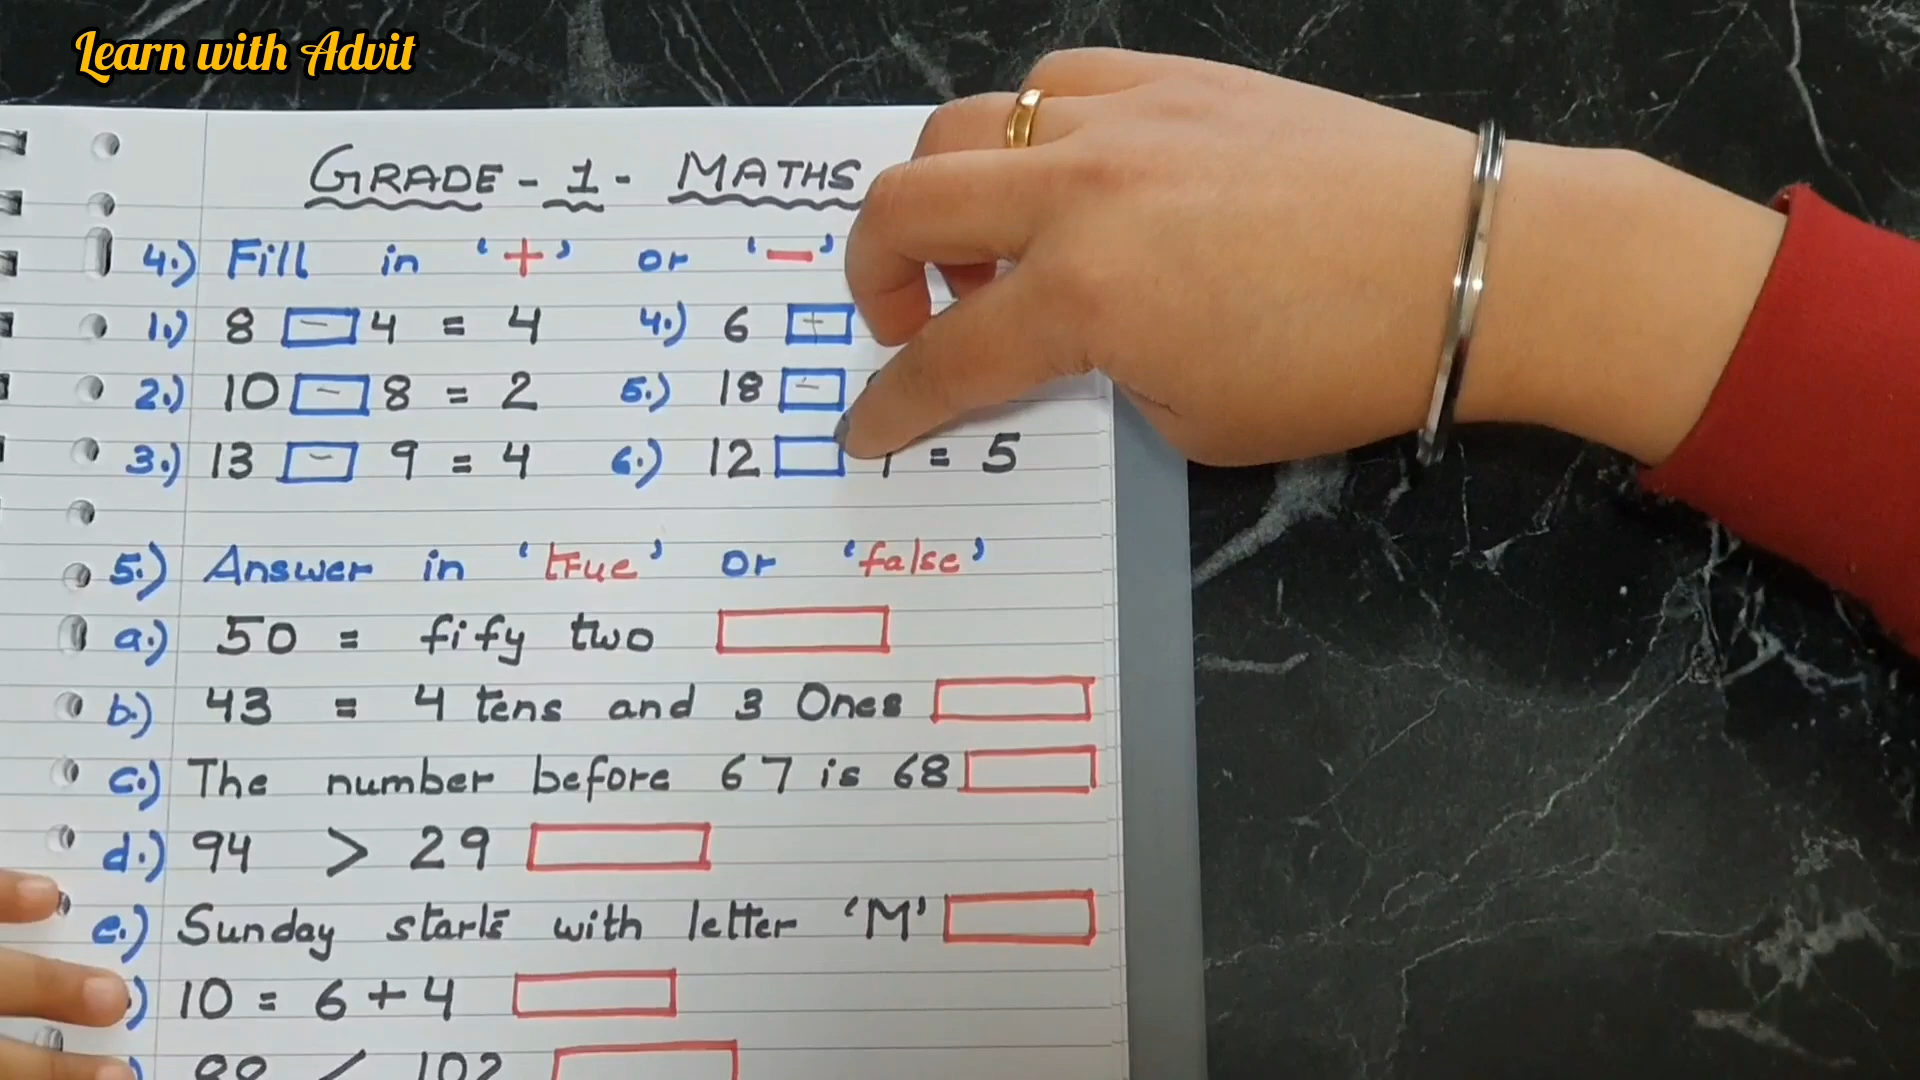 Learn with Advit
GRADE - 1 - MATHS
4.) Fill in '+' or '-'
1.) 8 - 4 = 4 4.) 6 +
2.) 10 - 8 = 2 5.) 18 -
3.) 13 - 9 = 4 6.) 12 = 5
5.) Answer in 'true' or 'false'
a.) 50 = fify two
b.) 43 = 4 tens and 3 Ones
c.) The number before 67 is 68
d.) 94 > 29
e.) Sunday starts with letter 'M'
) 10 = 6 + 4
102